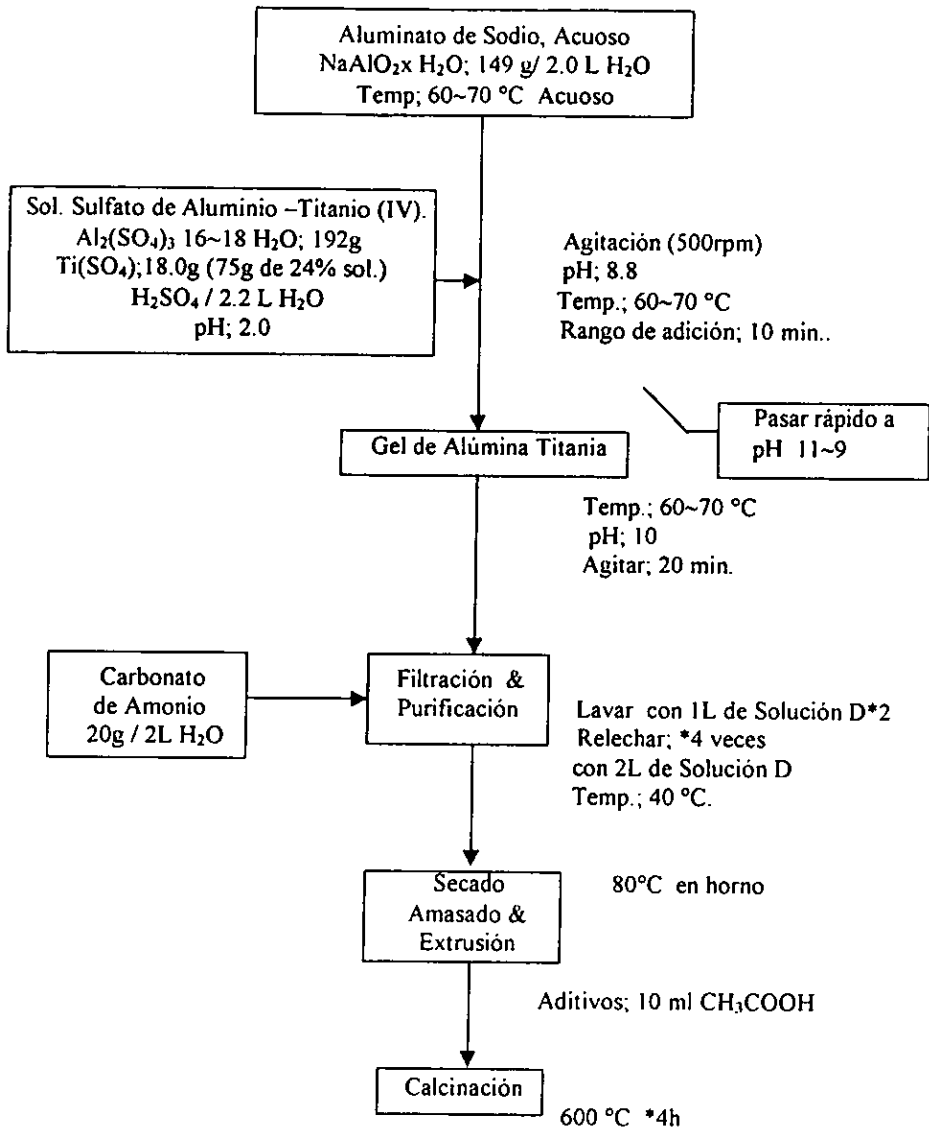 Aluminato de Sodio, Acuoso
NaAlO₂x H₂O; 149 g/ 2.0 L H₂O
Temp; 60~70 °C Acuoso
Sol. Sulfato de Aluminio –Titanio (IV).
Al₂(SO₄)₃ 16~18 H₂O; 192g
Ti(SO₄);18.0g (75g de 24% sol.)
H₂SO₄ / 2.2 L H₂O
pH; 2.0
Agitación (500rpm)
pH; 8.8
Temp.; 60~70 °C
Rango de adición; 10 min..
Pasar rápido a
pH 11~9
Gel de Alúmina Titania
Temp.; 60~70 °C
pH; 10
Agitar; 20 min.
Carbonato
de Amonio
20g / 2L H₂O
Filtración &
Purificación
Lavar con 1L de Solución D*2
Relechar; *4 veces
con 2L de Solución D
Temp.; 40 °C.
Secado
Amasado &
Extrusión
80°C en horno
Aditivos; 10 ml CH₃COOH
Calcinación
600 °C *4h